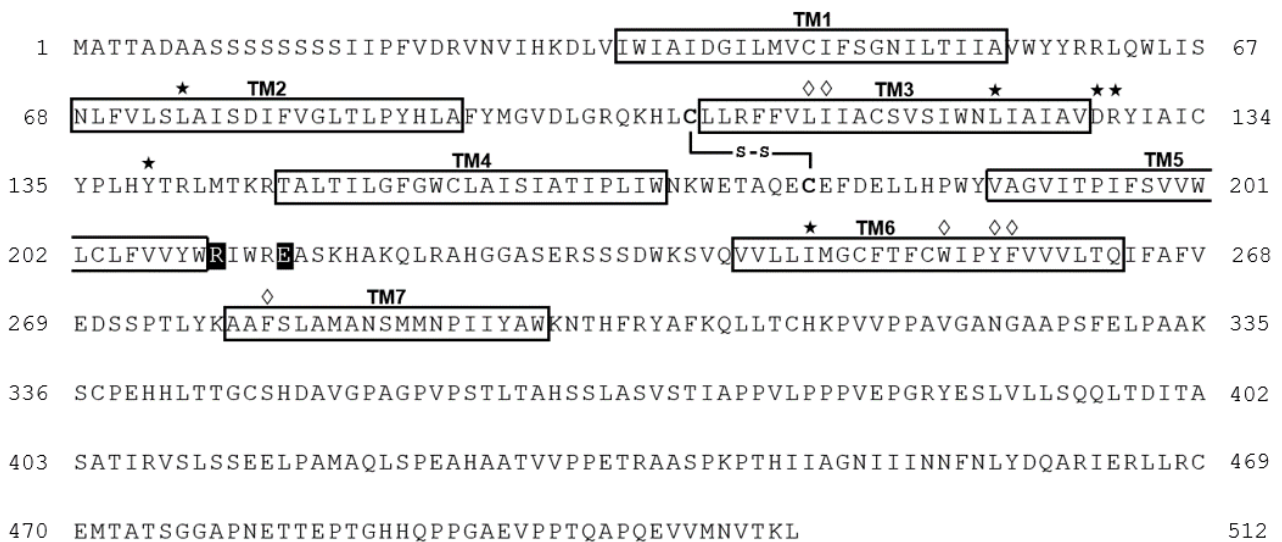 TM1
1 MATTADAASSSSSSSSIIPFVDRVNVIHKDLVIWIAIDGILMVCIFSGNILTIIAVWYYRRLQWLIS 67
★ TM2 ◊◊ TM3 ★ ★★
68 NLFVLSLAISDIFVGLTLPYHLAFYMGVDLGRQKHLCLLRFFVLIIACSVSIWNLIAIAVDRYIAIC 134
S-S
★ TM4 TM5
135 YPLHYTRLMTKRTALTILGFGWCLAISIATIPLIWNKWETAQECEFDELLHPWYVAGVITPIFSVVW 201
★ TM6 ◊ ◊◊
202 LCLFVVYWRIWREASKHAKQLRAHGGASERSSSDWKSVQVVLLIMGCFTFCWIPYFVVVLTQIFAFV 268
◊ TM7
269 EDSSPTLYKAAFSLAMANSMMNPIIYAWKNTHFRYAFKQLLTCHKPVVPPAVGANGAAPSFELPAAK 335
336 SCPEHHLTTGCSHDAVGPAGPVPSTLTAHSSLASVSTIAPPVLPPPVEPGRYESLVLLSQQLTDITA 402
403 SATIRVSLSSEELPAMAQLSPEAHAATVVPPETRAASPKPTHIIAGNIIINNFNLYDQARIERLLRC 469
470 EMTATSGGAPNETTEPTGHHQPPGAEVPPTQAPQEVVMNVTKL 512